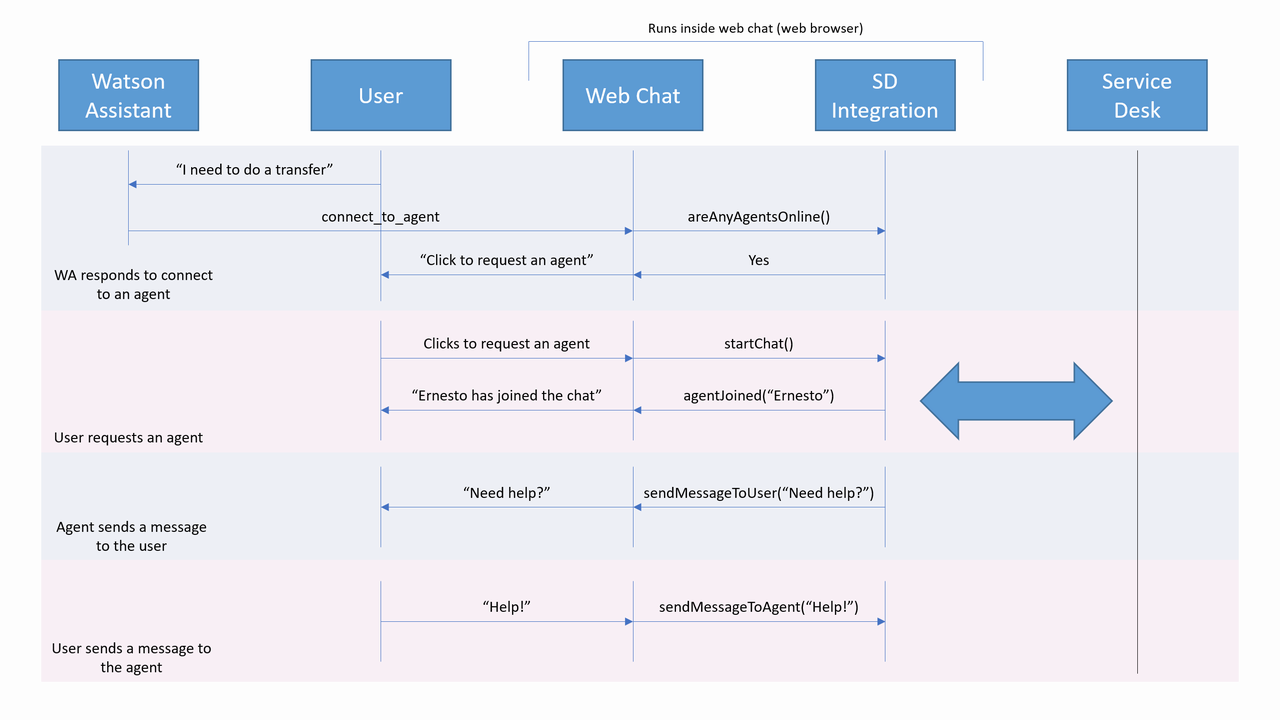 Runs inside web chat (web browser)
Watson
Assistant
User
Web Chat
SD
Integration
Service
Desk
“I need to do a transfer”
connect_to_agent
areAnyAgentsOnline()
“Click to request an agent”
Yes
WA responds to connect
to an agent
Clicks to request an agent
startChat()
“Ernesto has joined the chat”
agentJoined(“Ernesto”)
User requests an agent
“Need help?”
sendMessageToUser(“Need help?”)
Agent sends a message
to the user
“Help!”
sendMessageToAgent(“Help!”)
User sends a message to
the agent